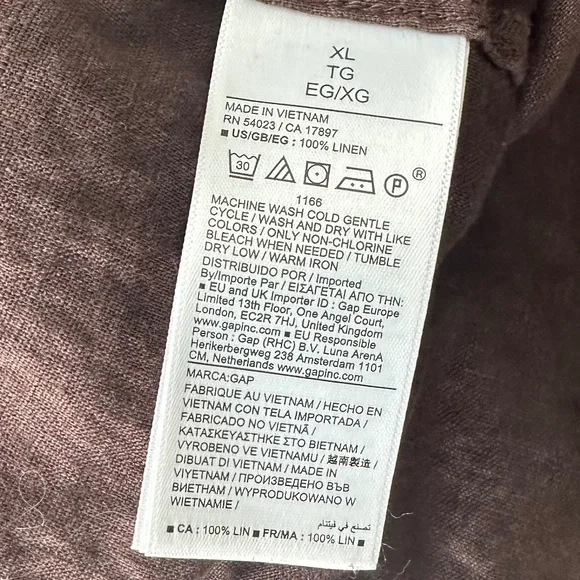 XL
TG
EG/XG
MADE IN VIETNAM
RN 54023 / CA 17897
■ US/GB/EG : 100% LINEN
30 P ®
1166
MACHINE WASH COLD GENTLE
CYCLE / WASH AND DRY WITH LIKE
COLORS / ONLY NON-CHLORINE
BLEACH WHEN NEEDED / TUMBLE
DRY LOW / WARM IRON
DISTRIBUIDO POR / Imported
By/Importe Par / ΕΙΣΑΓΕΤΑΙ ΑΠΟ ΤΗΝ:
■ EU and UK Importer ID : Gap Europe
Limited 13th Floor, One Angel Court,
London, EC2R 7HJ, United Kingdom
www.gapinc.com ■ EU Responsible
Person : Gap (RHC) B.V. Luna ArenA
Herikerbergweg 238 Amsterdam 1101
CM, Netherlands www.gapinc.com
MARCA:GAP
FABRIQUE AU VIETNAM / HECHO EN
VIETNAM CON TELA IMPORTADA /
FABRICADO NO VIETNÃ /
ΚΑΤΑΣΚΕΥΑΣΤΗΚΕ ΣΤΟ ΒΙΕΤΝΑΜ /
VYROBENO VE VIETNAMU / 越南製造 /
DIBUAT DI VIETNAM / MADE IN
VIYETNAM / ПРОИЗВЕДЕНО ВЪВ
ВИЕТНАМ / WYPRODUKOWANO W
WIETNAMIE /
تصنع في فيتنام
■ CA : 100% LIN ■ FR/MA : 100% LIN ■